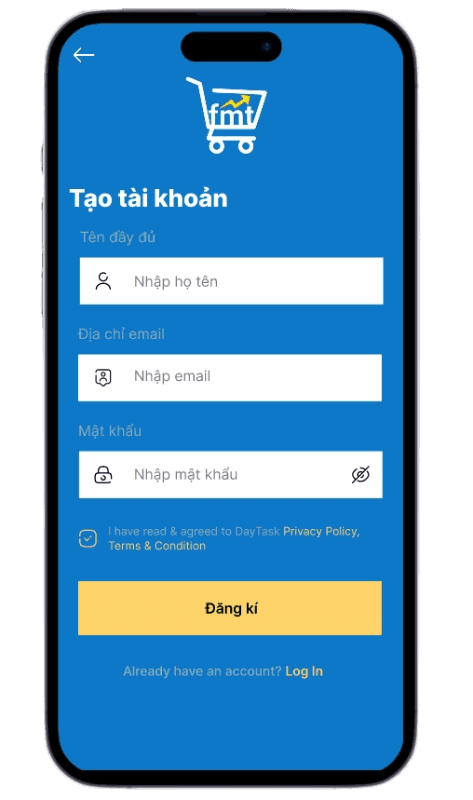 fmt
Tạo tài khoản
Tên đầy đủ
Nhập họ tên
Địa chỉ email
Nhập email
Mật khẩu
Nhập mật khẩu
I have read & agreed to DayTask Privacy Policy,
Terms & Condition
Đăng kí
Already have an account? Log In